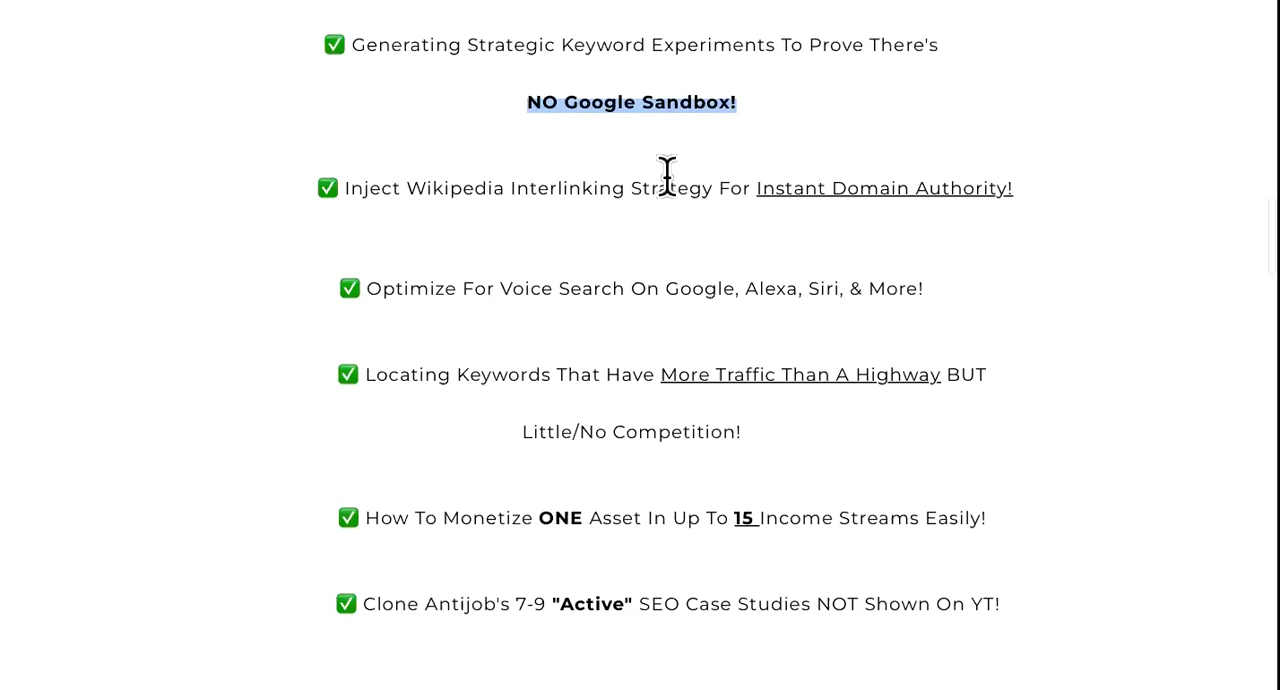 ✅ Generating Strategic Keyword Experiments To Prove There's
NO Google Sandbox!
✅ Inject Wikipedia Interlinking Strategy For Instant Domain Authority!
✅ Optimize For Voice Search On Google, Alexa, Siri, & More!
✅ Locating Keywords That Have More Traffic Than A Highway BUT
Little/No Competition!
✅ How To Monetize ONE Asset In Up To 15 Income Streams Easily!
✅ Clone Antijob's 7-9 "Active" SEO Case Studies NOT Shown On YT!